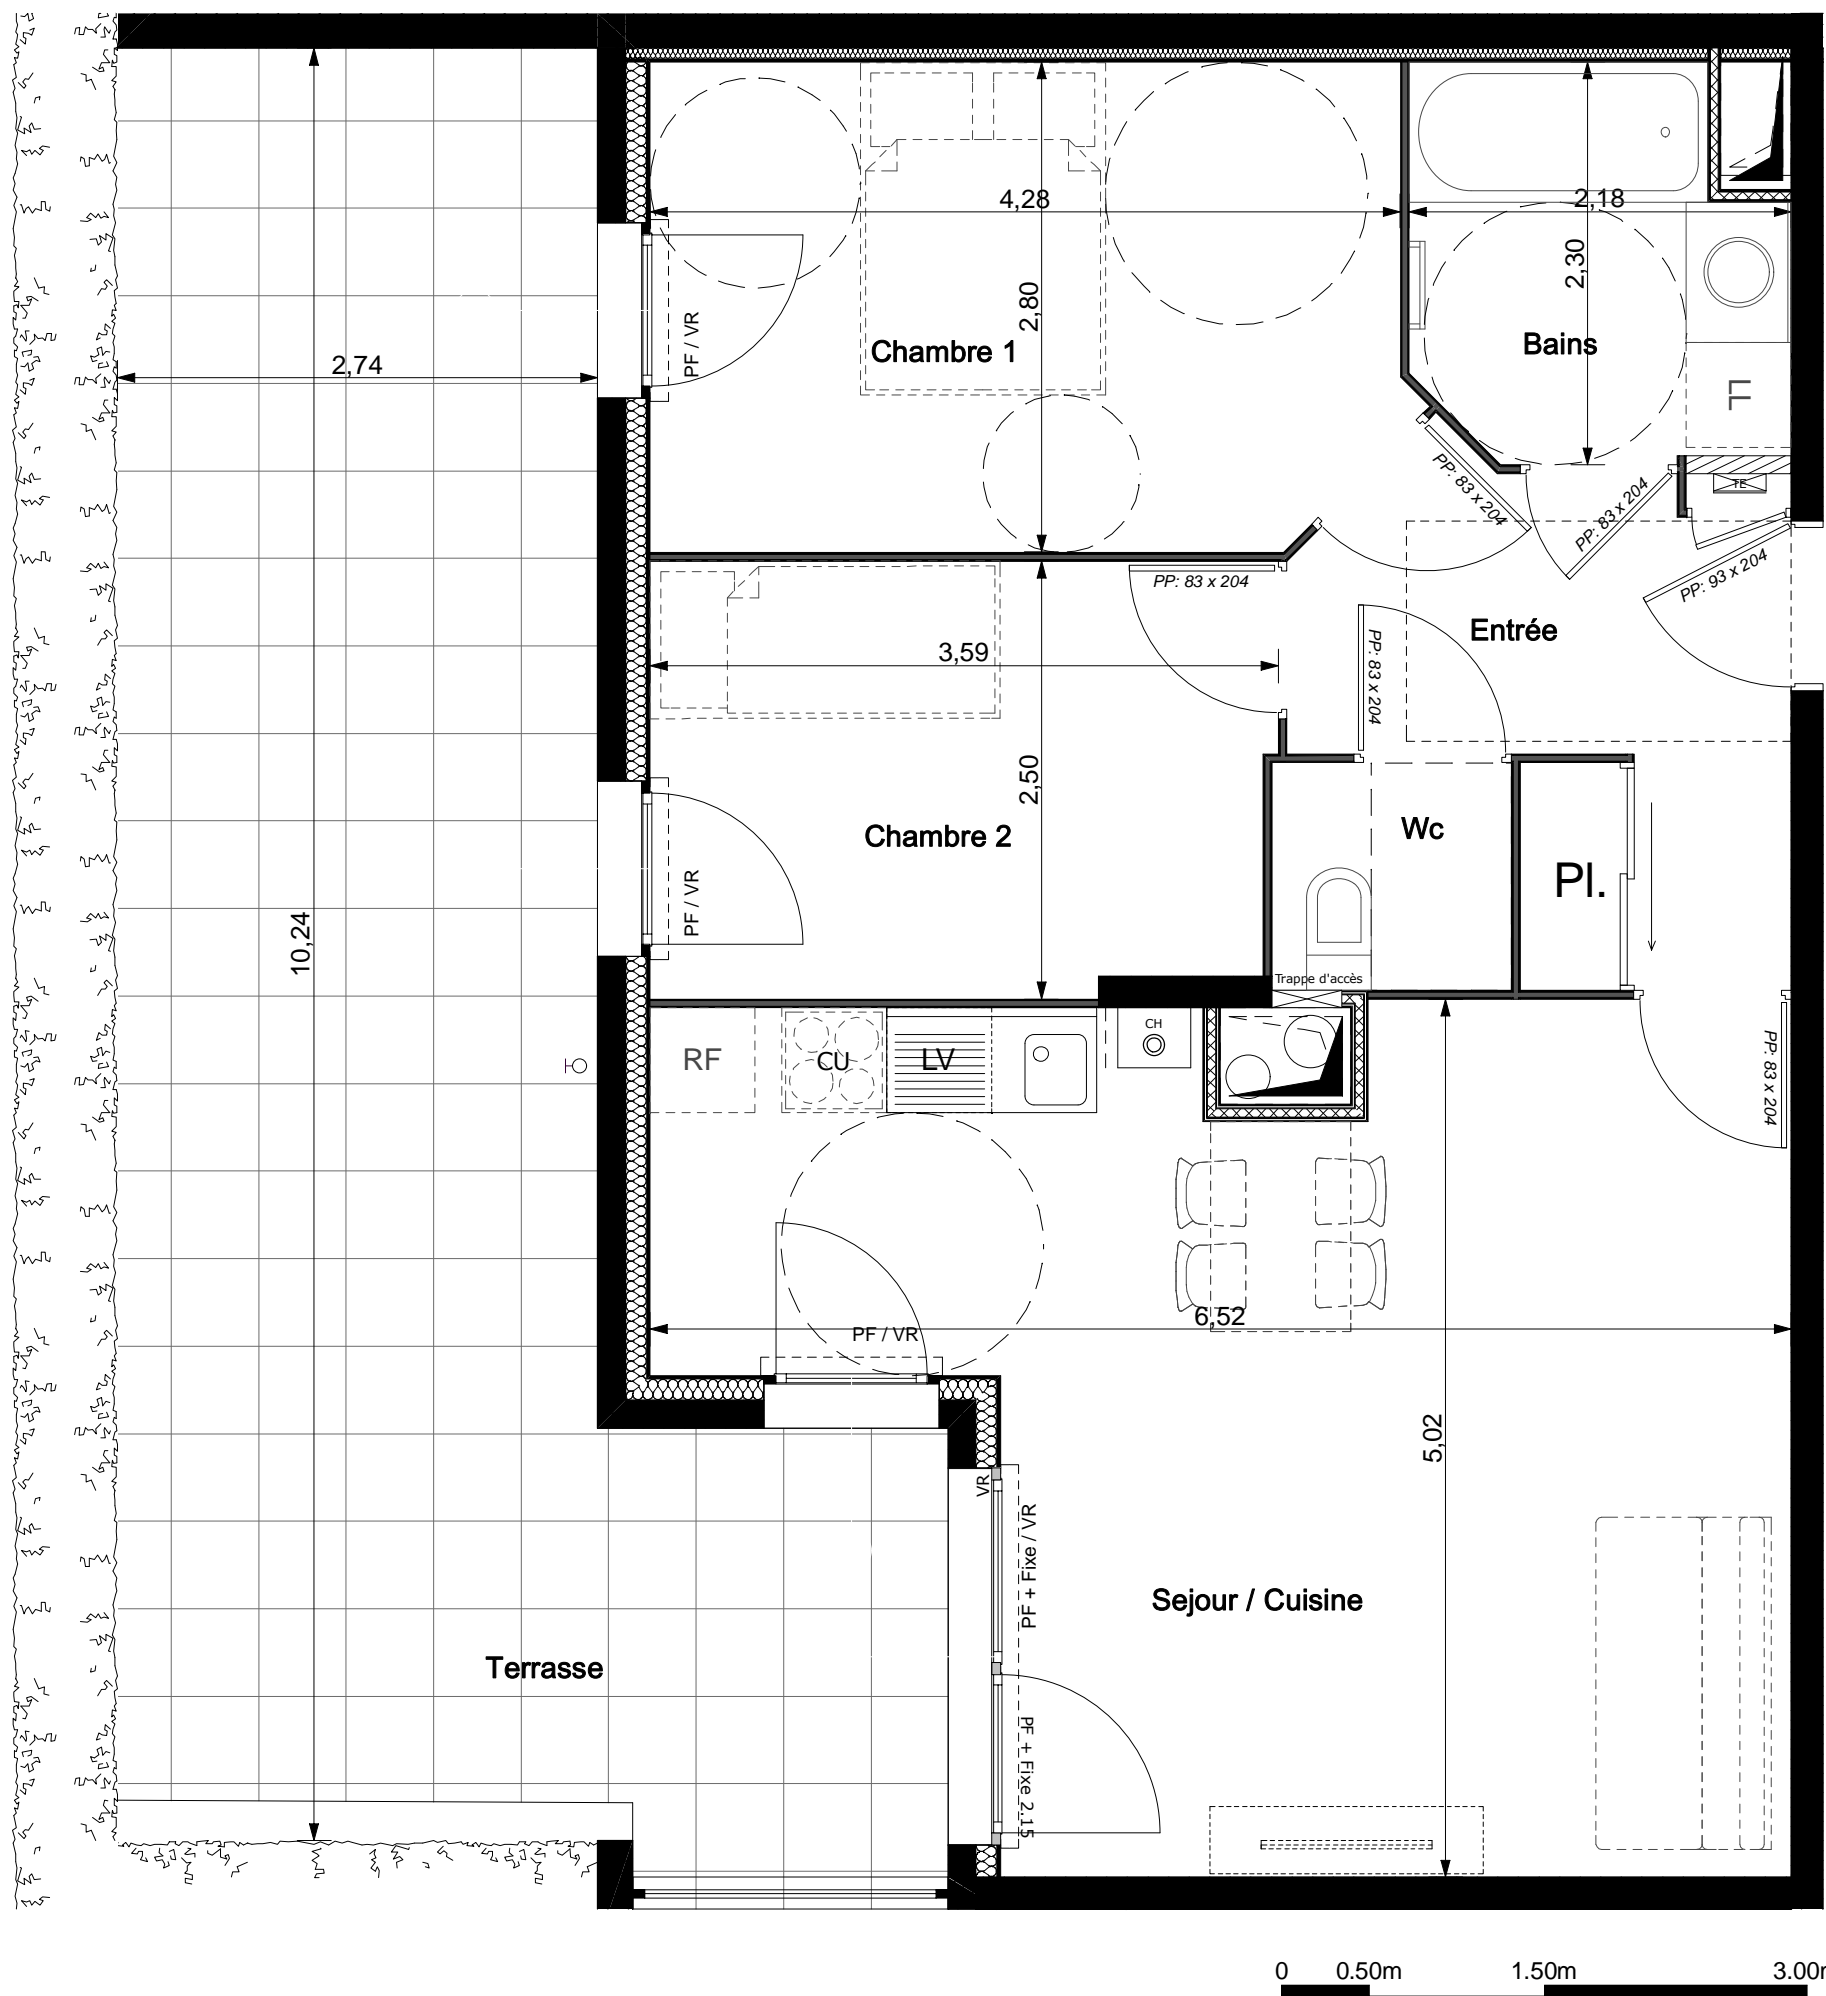 4,28
2,18
2,30
2,80
PF / VR
Chambre 1
Bains
2,74
LL
PP: 83 x 204
PP: 83 x 204
TE
PP: 93 x 204
PP: 83 x 204
Entrée
3,59
PP: 83 x 204
2,50
Chambre 2
Wc
Pl.
PF / VR
10,24
Trappe d'accès
RF
CU
LV
CH
PP: 83 x 204
6,52
PF / VR
5,02
VR
PF + Fixe / VR
Sejour / Cuisine
Terrasse
PF + Fixe 2.15
0
0.50m
1.50m
3.00m